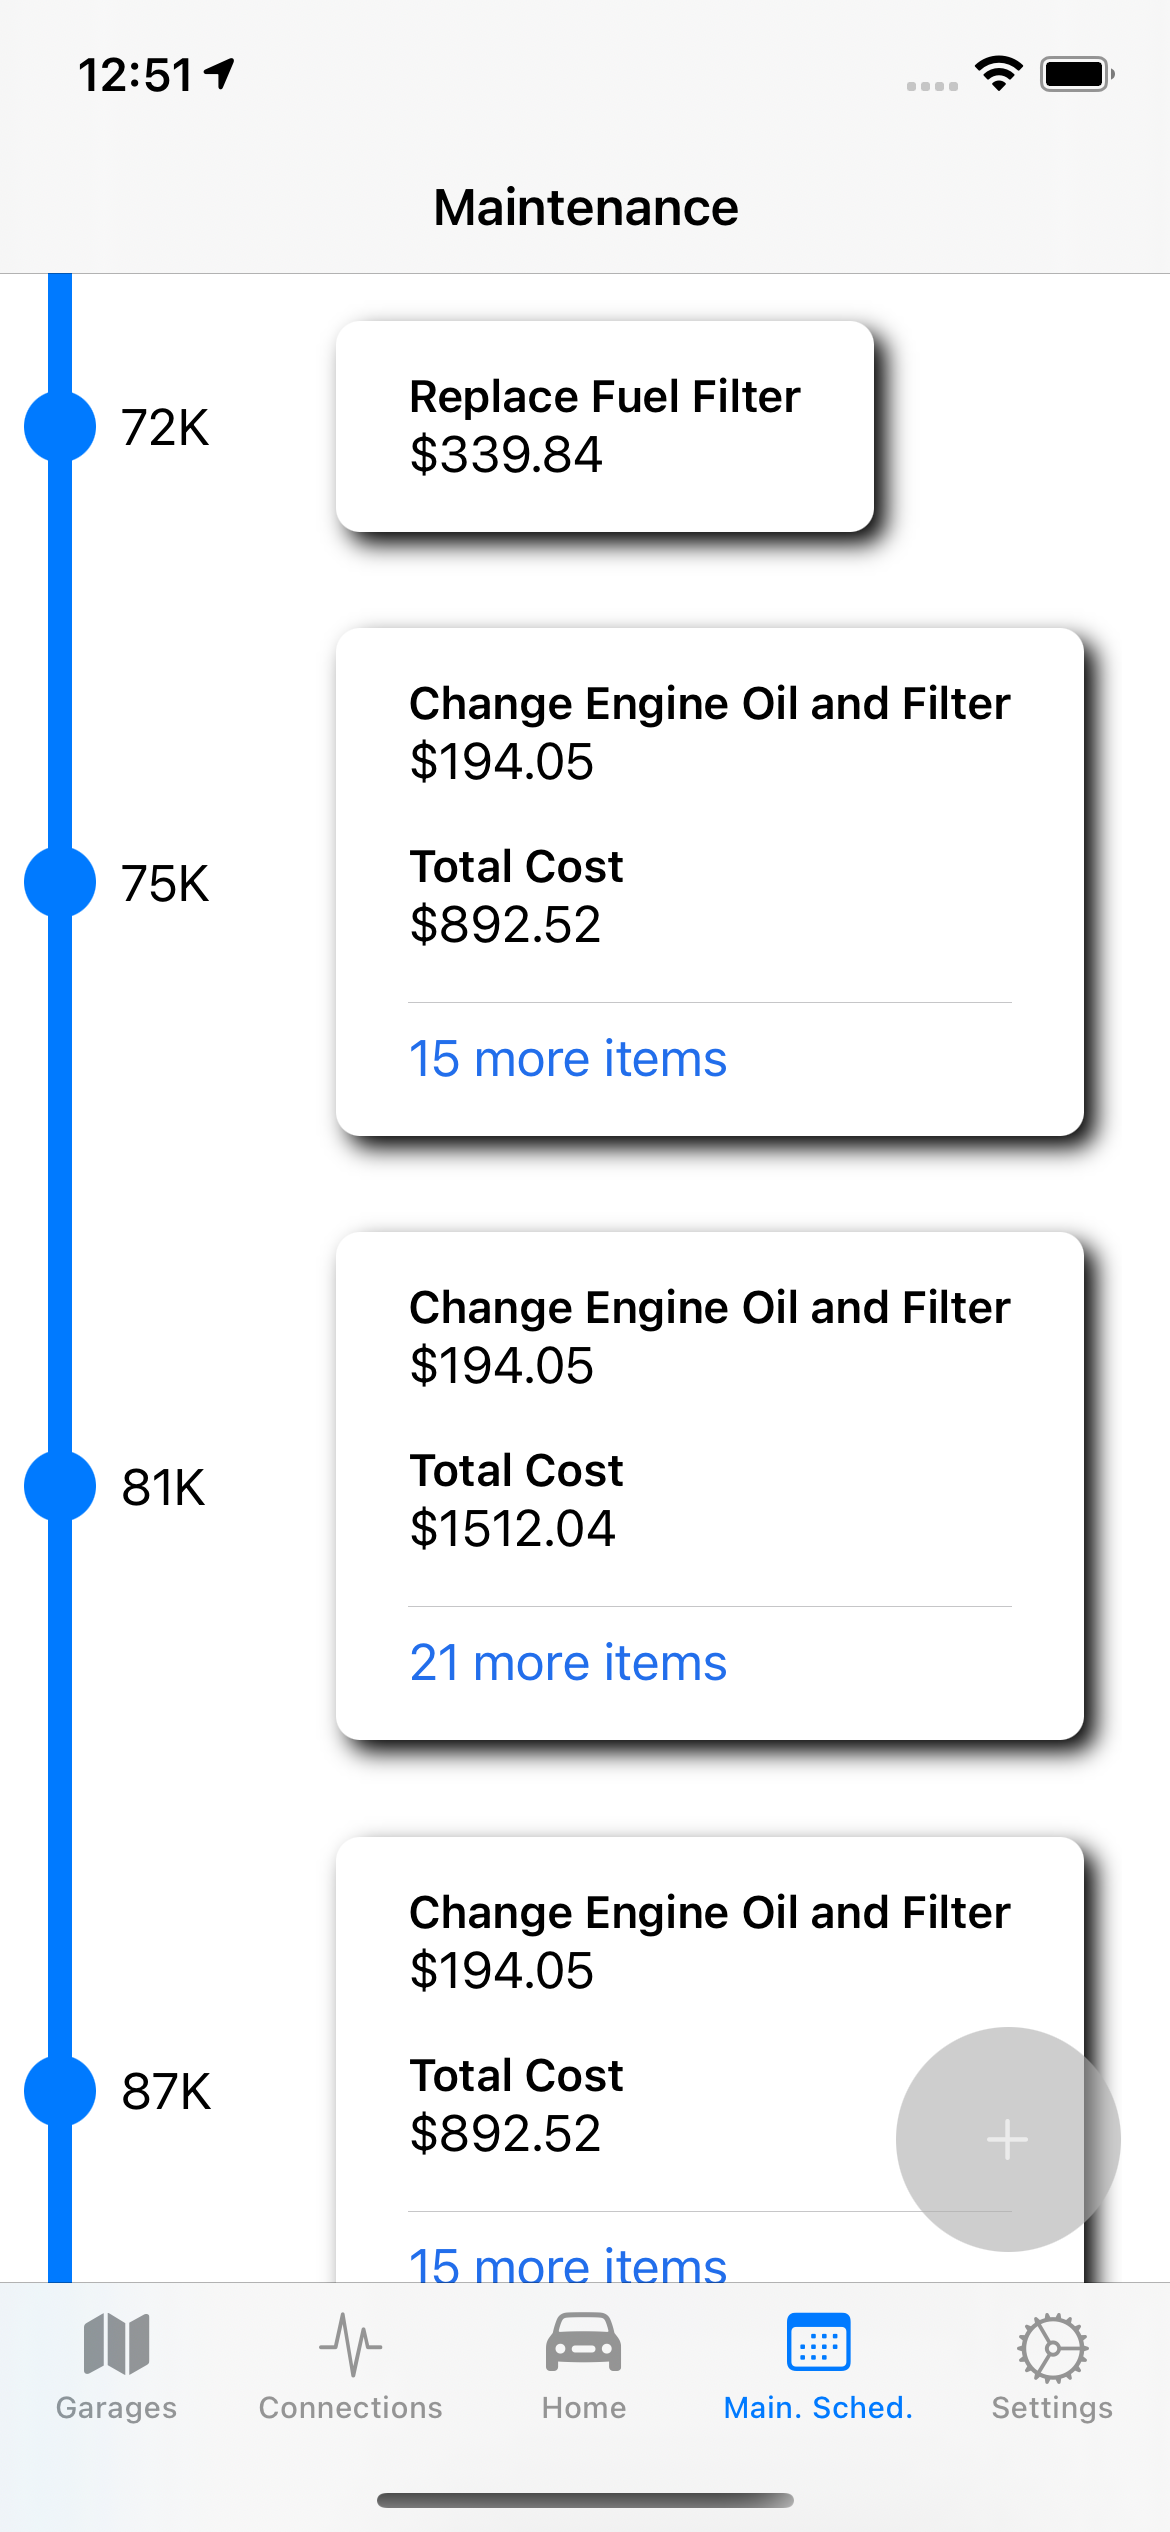 12:51
Maintenance
72K
Replace Fuel Filter
$339.84
75K
Change Engine Oil and Filter
$194.05
Total Cost
$892.52
15 more items
81K
Change Engine Oil and Filter
$194.05
Total Cost
$1512.04
21 more items
87K
Change Engine Oil and Filter
$194.05
Total Cost
$892.52
15 more items
Garages
Connections
Home
Main. Sched.
Settings